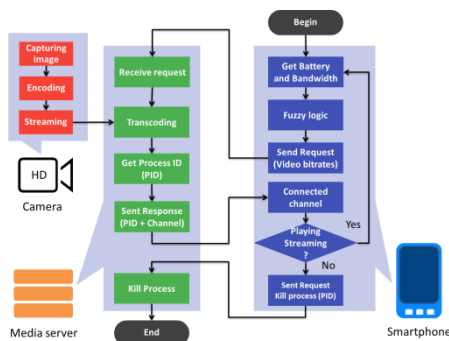 Begin
Capturing
image
Encoding
Streaming
HD
Camera
Receive request
Transcoding
Get Process ID
(PID)
Sent Response
(PID + Channel)
Kill Process
End
Media server
Get Battery
and Bandwidth
Fuzzy logic
Send Request
(Video bitrates)
Connected
channel
Playing
Streaming
?
Yes
No
Sent Request
Kill process (PID)
Smartphone